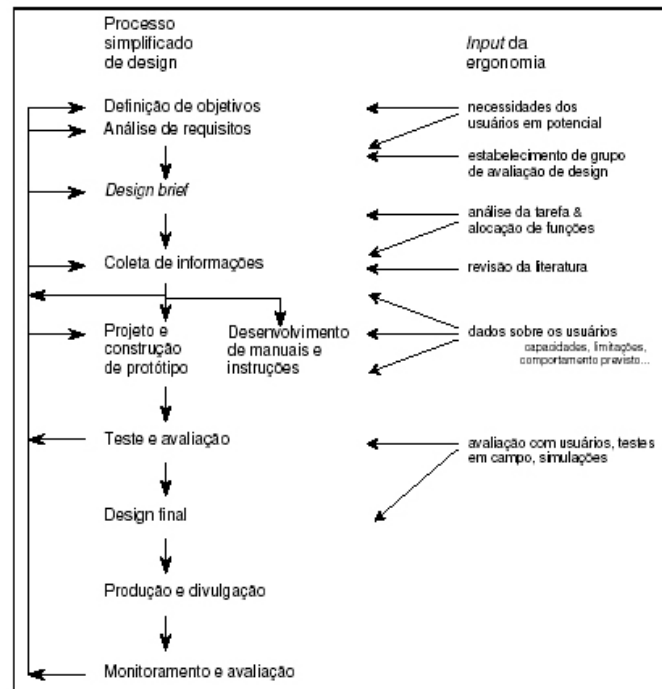 Processo
simplificado
de design
Input da
ergonomia
Definição de objetivos
Análise de requisitos
necessidades dos
usuários em potencial
estabelecimento de grupo
de avaliação de design
Design brief
análise da tarefa &
alocação de funções
Coleta de informações
revisão da literatura
Projeto e
construção
de protótipo
Desenvolvimento
de manuais e
instruções
dados sobre os usuários
capacidades, limitações,
comportamento previsto...
Teste e avaliação
avaliação com usuários, testes
em campo, simulações
Design final
Produção e divulgação
Monitoramento e avaliação